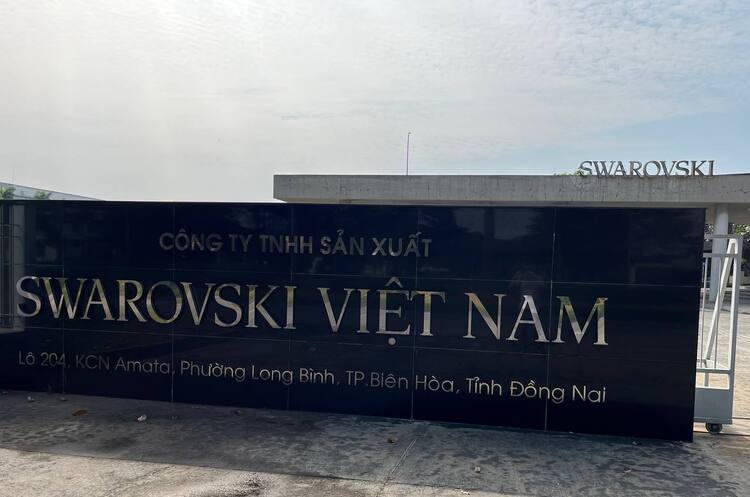 SWAROVSKI
CÔNG TY TNHH SẢN XUẤT
SWAROVSKI VIỆT NAM
Lô 204, KCN Amata, Phường Long Bình, TP.Biên Hòa, Tỉnh Đồng Nai